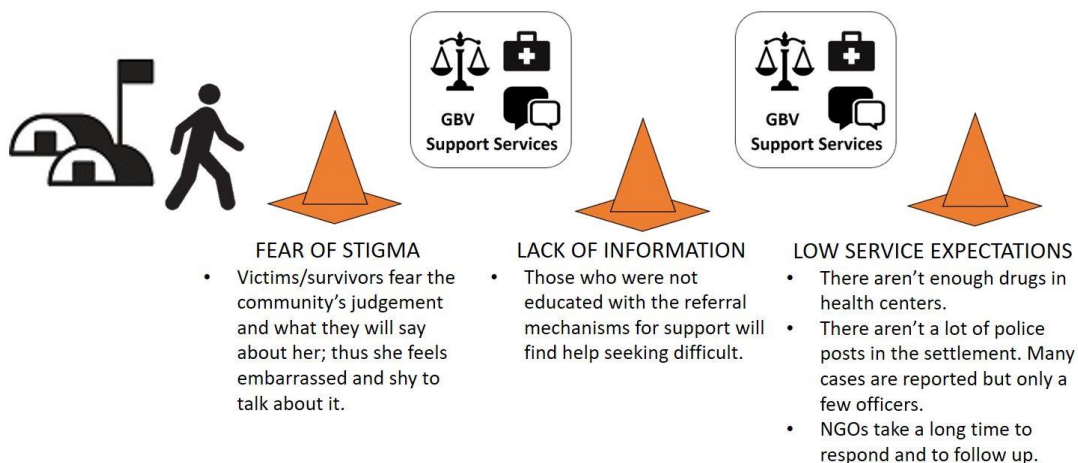 GBV
Support Services
GBV
Support Services
FEAR OF STIGMA
• Victims/survivors fear the
community's judgement
and what they will say
about her; thus she feels
embarrassed and shy to
talk about it.
LACK OF INFORMATION
• Those who were not
educated with the referral
mechanisms for support will
find help seeking difficult.
LOW SERVICE EXPECTATIONS
• There aren't enough drugs in
health centers.
• There aren't a lot of police
posts in the settlement. Many
cases are reported but only a
few officers.
• NGOs take a long time to
respond and to follow up.